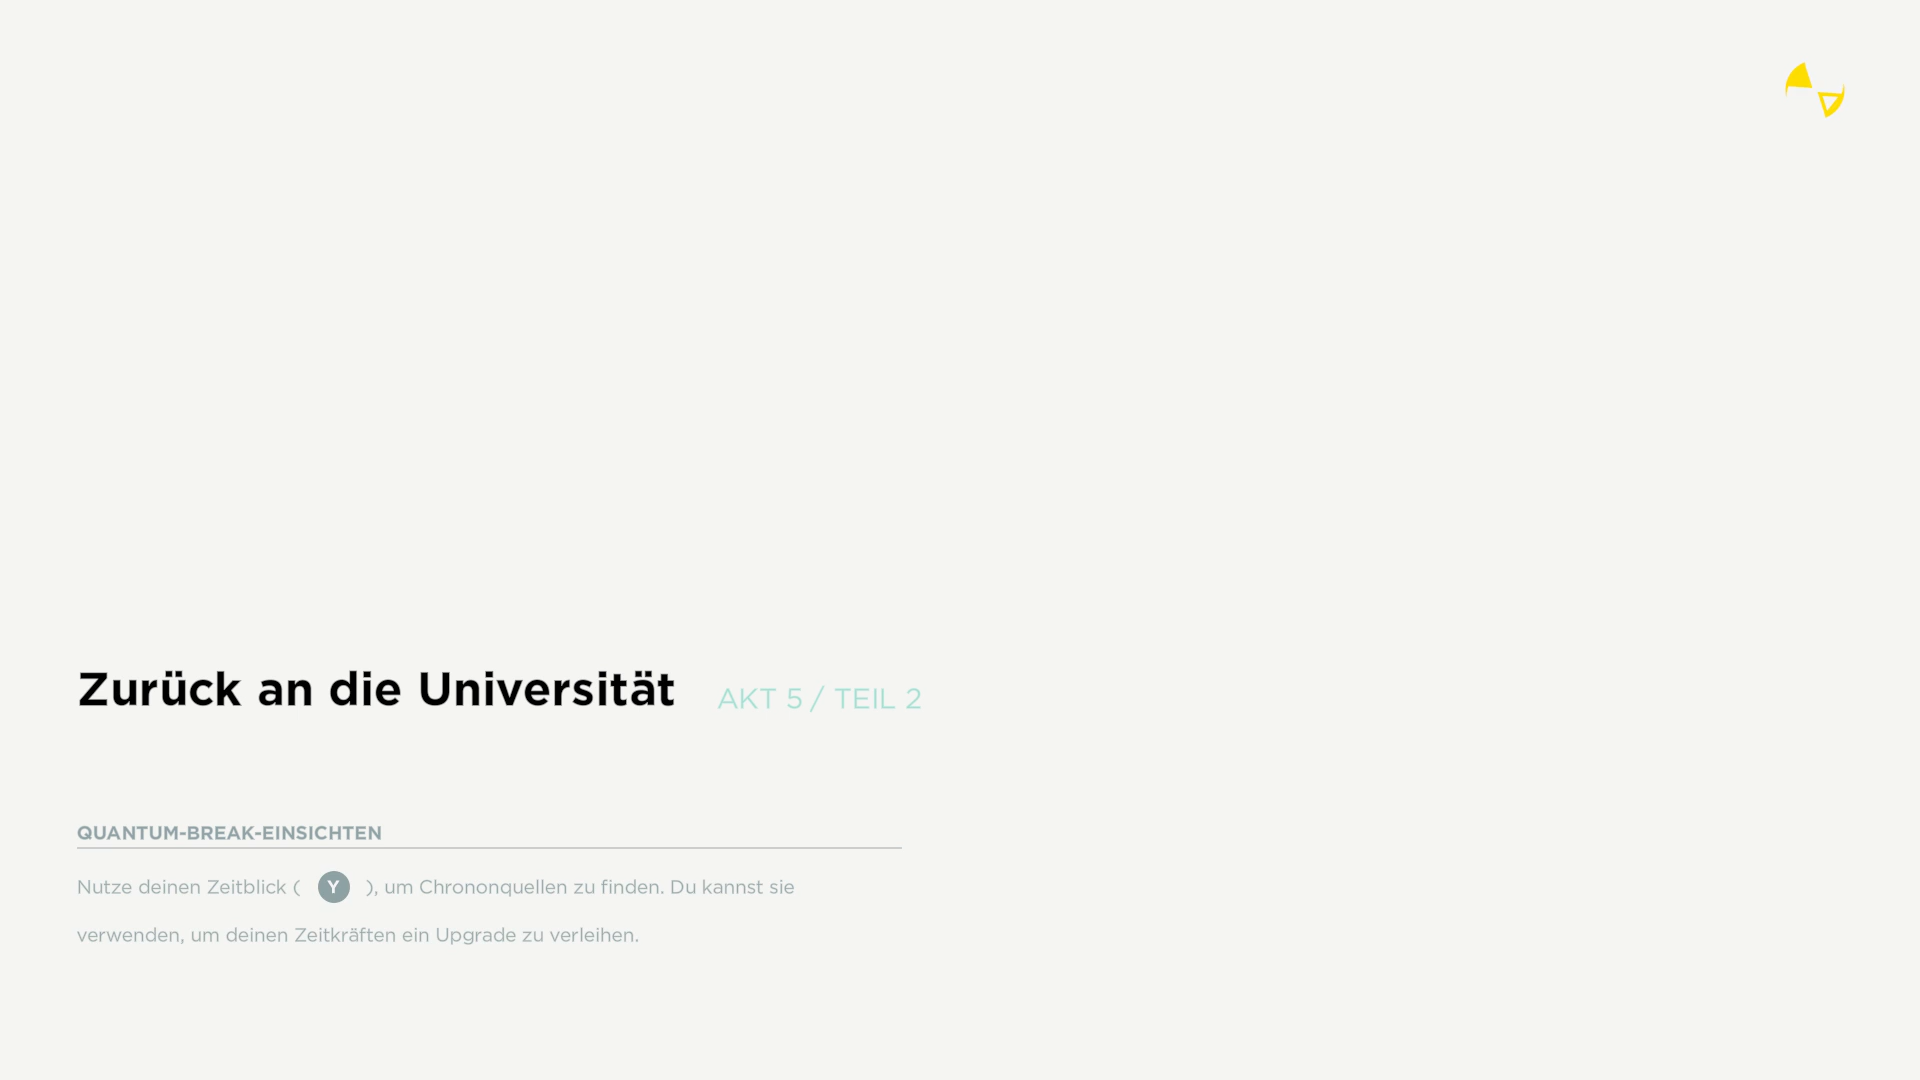 Zurück an die Universität AKT 5 / TEIL 2
QUANTUM-BREAK-EINSICHTEN
Nutze deinen Zeitblick ( Y ), um Chrononquellen zu finden. Du kannst sie
verwenden, um deinen Zeitkräften ein Upgrade zu verleihen.